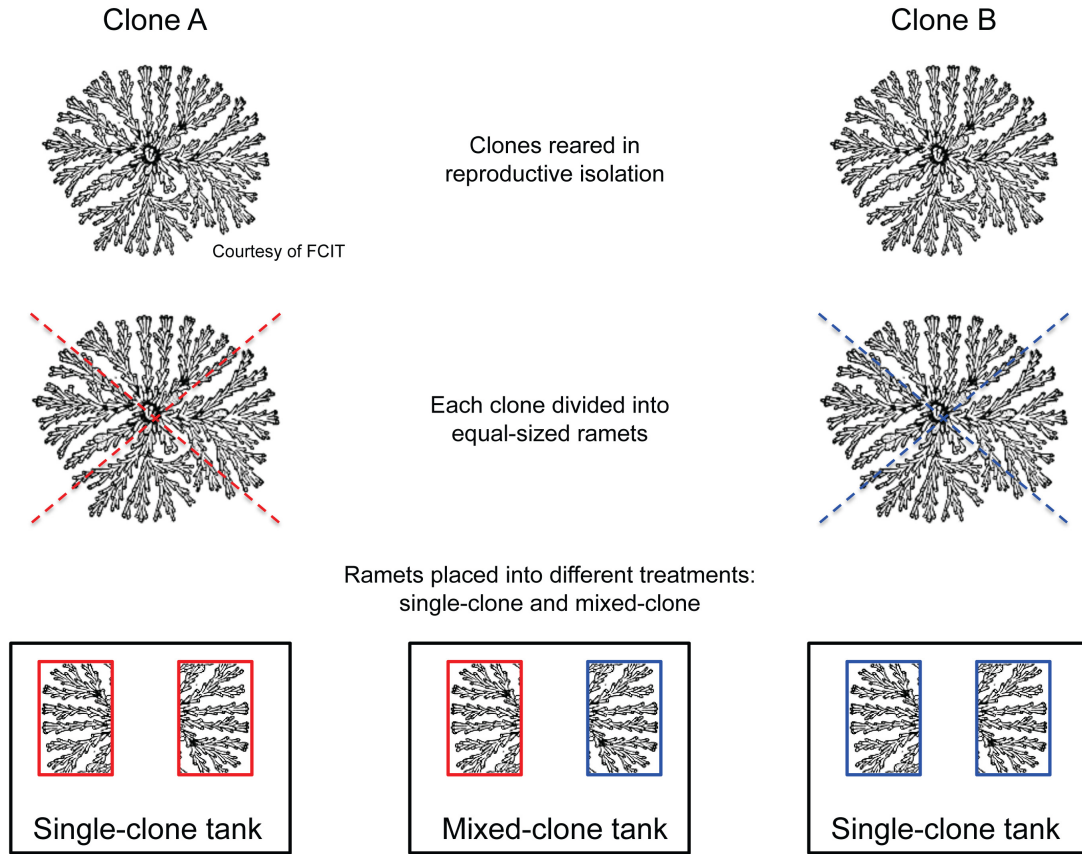 Clone A
Clone B
Clones reared in
reproductive isolation
Courtesy of FCIT
Each clone divided into
equal-sized ramets
Ramets placed into different treatments:
single-clone and mixed-clone
Single-clone tank
Mixed-clone tank
Single-clone tank